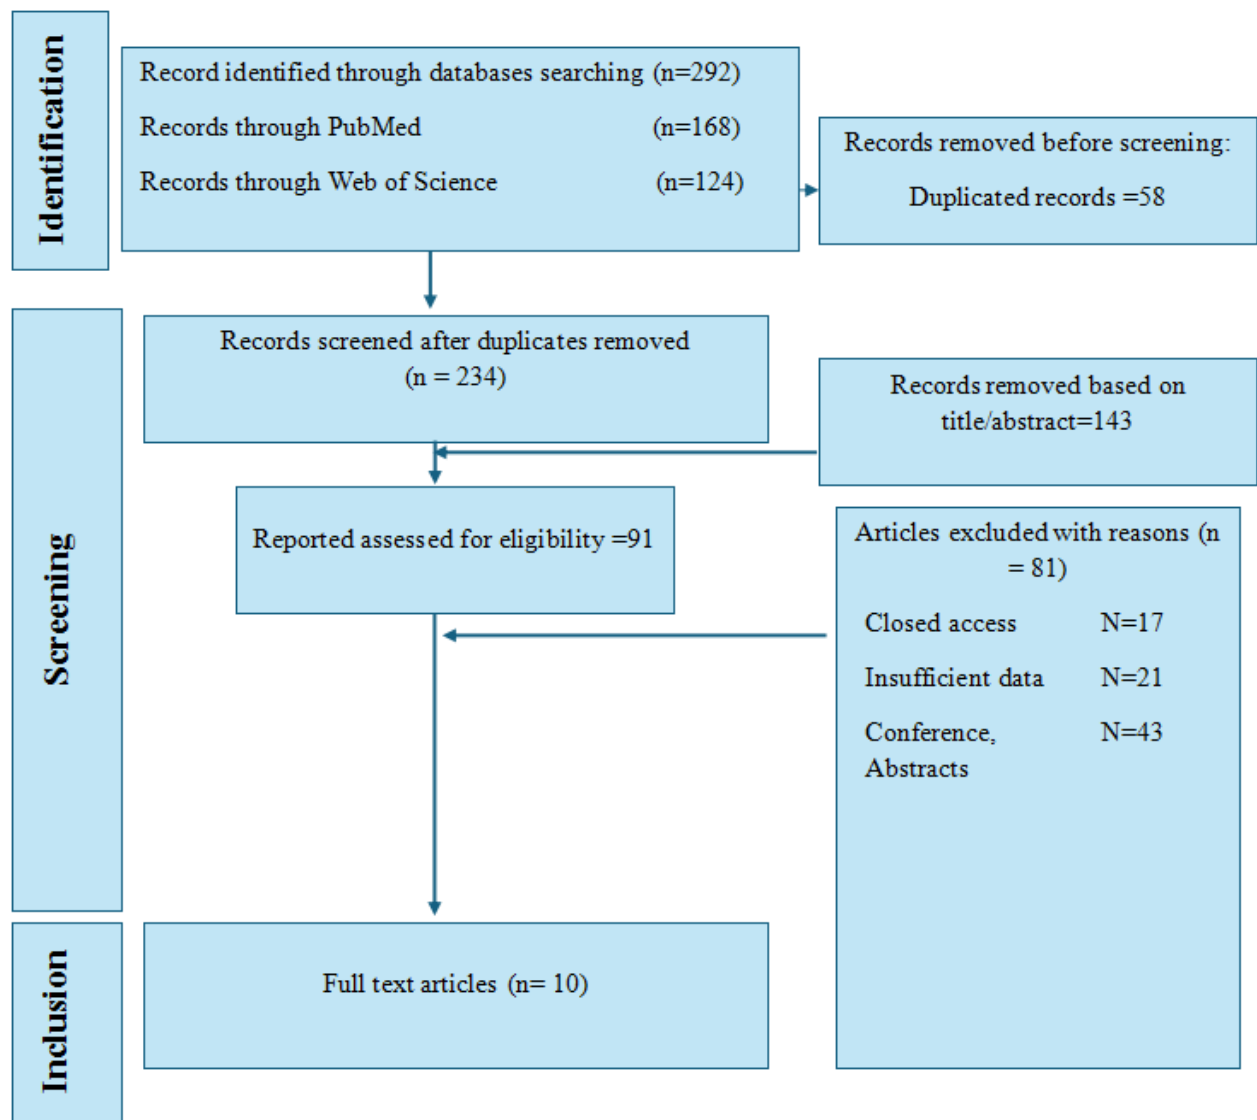 Identification
Record identified through databases searching (n=292)
Records through PubMed (n=168)
Records through Web of Science (n=124)
Records removed before screening:
Duplicated records =58
Screening
Records screened after duplicates removed
(n = 234)
Records removed based on
title/abstract=143
Reported assessed for eligibility =91
Articles excluded with reasons (n
= 81)
Closed access N=17
Insufficient data N=21
Conference, N=43
Abstracts
Inclusion
Full text articles (n= 10)